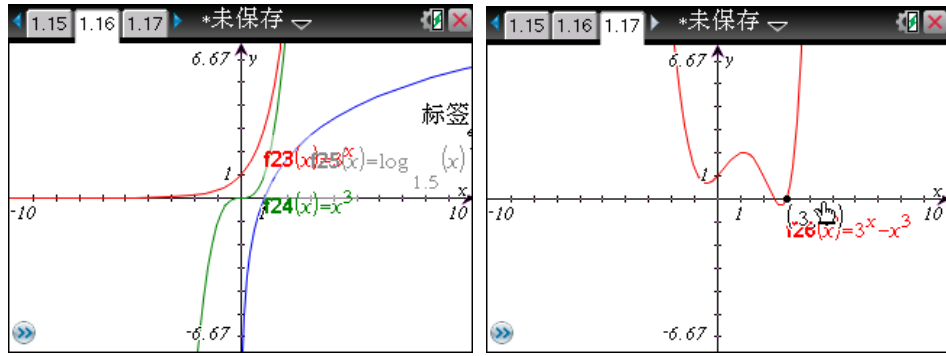 1.15 1.16 1.17 *未保存
6.67 y
标签
f23(x)=3^x
f25(x)=log_1.5(x)
1
-10 1 x 10
f24(x)=x^3
-6.67
1.15 1.16 1.17 *未保存
6.67 y
1
-10 1 x 10
(3,
f26(x)=3^x-x^3
-6.67